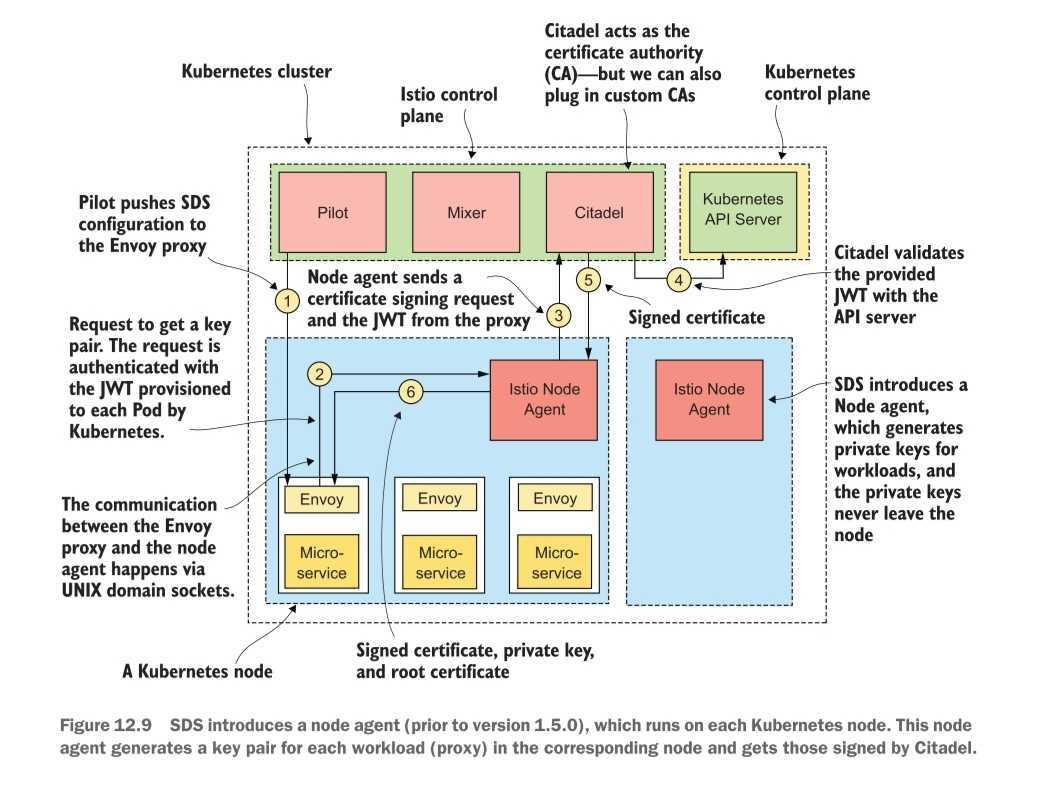 Citadel acts as the
certificate authority
(CA)—but we can also
plug in custom CAs
Kubernetes cluster
Istio control
plane
Kubernetes
control plane
Pilot
Mixer
Citadel
Kubernetes
API Server
Pilot pushes SDS
configuration to
the Envoy proxy
1
Node agent sends a
certificate signing request
and the JWT from the proxy
3
5
4
Signed certificate
Citadel validates
the provided
JWT with the
API server
Request to get a key
pair. The request is
authenticated with
the JWT provisioned
to each Pod by
Kubernetes.
2
6
Istio Node
Agent
Istio Node
Agent
SDS introduces a
Node agent,
which generates
private keys for
workloads, and
the private keys
never leave the
node
The communication
between the Envoy
proxy and the node
agent happens via
UNIX domain sockets.
Envoy
Micro-
service
Envoy
Micro-
service
Envoy
Micro-
service
A Kubernetes node
Signed certificate, private key,
and root certificate
Figure 12.9 SDS introduces a node agent (prior to version 1.5.0), which runs on each Kubernetes node. This node
agent generates a key pair for each workload (proxy) in the corresponding node and gets those signed by Citadel.